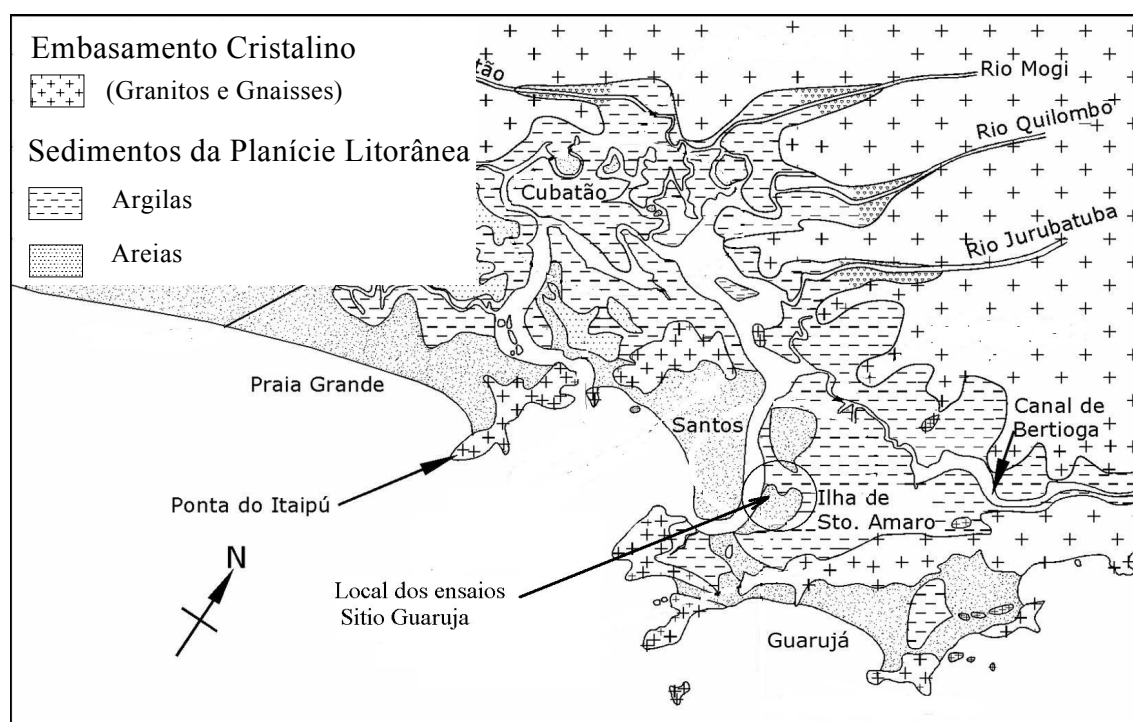 Embasamento Cristalino
(Granitos e Gnaisses)
Sedimentos da Planície Litorânea
Argilas
Areias
tão
Rio Mogi
Rio Quilombo
Cubatão
Rio Jurubatuba
Praia Grande
Santos
Canal de
Bertioga
Ponta do Itaipú
Ilha de
Sto. Amaro
N
Local dos ensaios
Sitio Guaruja
Guarujá